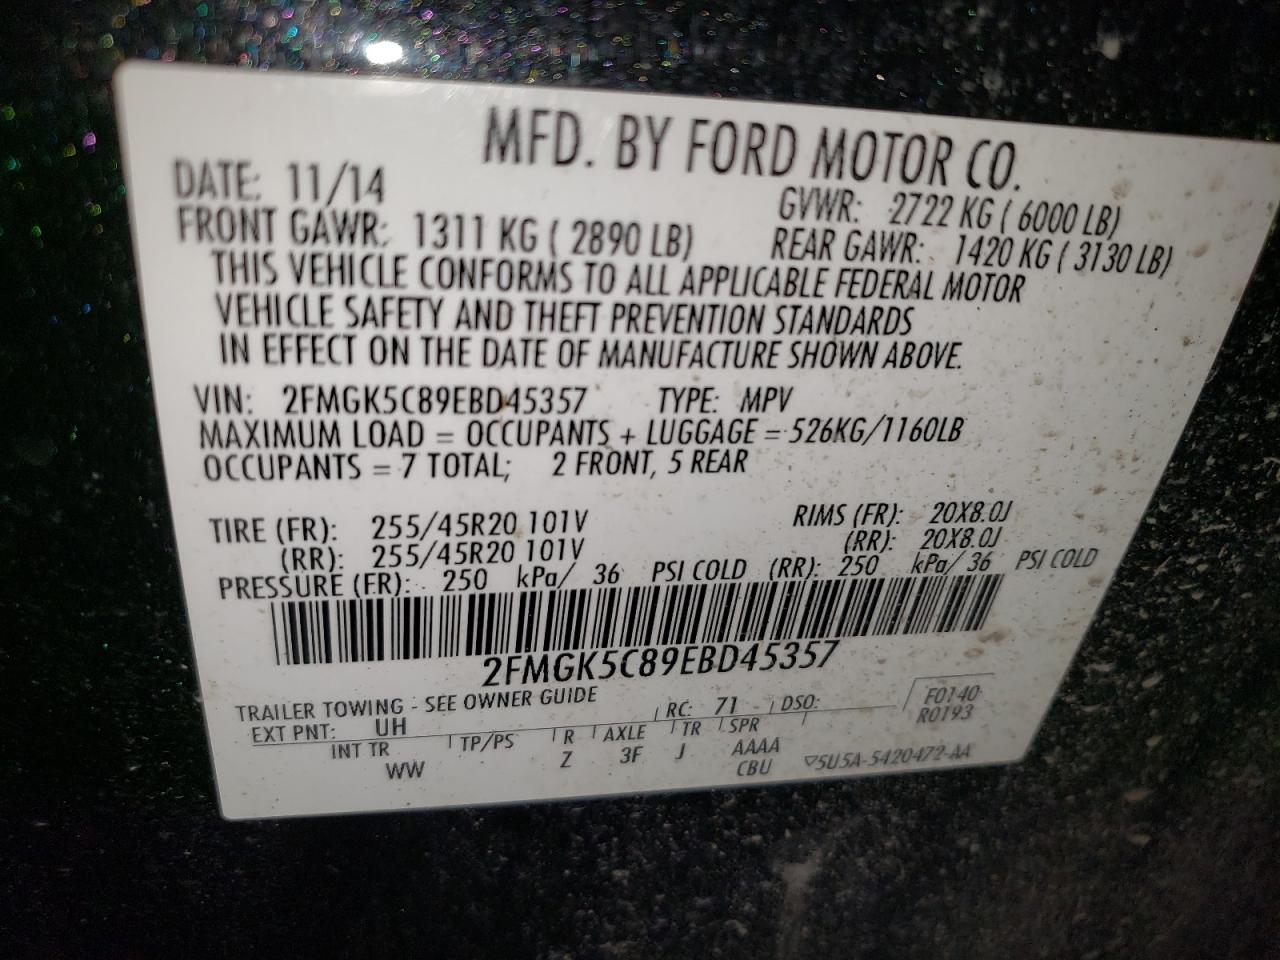 MFD. BY FORD MOTOR CO.
DATE: 11/14 GVWR: 2722 KG ( 6000 LB)
FRONT GAWR: 1311 KG ( 2890 LB) REAR GAWR: 1420 KG ( 3130 LB)
THIS VEHICLE CONFORMS TO ALL APPLICABLE FEDERAL MOTOR
VEHICLE SAFETY AND THEFT PREVENTION STANDARDS
IN EFFECT ON THE DATE OF MANUFACTURE SHOWN ABOVE.
VIN: 2FMGK5C89EBD45357 TYPE: MPV
MAXIMUM LOAD = OCCUPANTS + LUGGAGE = 526KG/1160LB
OCCUPANTS = 7 TOTAL; 2 FRONT, 5 REAR
TIRE (FR): 255/45R20 101V RIMS (FR): 20X8.0J
(RR): 255/45R20 101V (RR): 20X8.0J
PRESSURE (FR): 250 kPa/ 36 PSI COLD (RR): 250 kPa/ 36 PSI COLD
2FMGK5C89EBD45357
TRAILER TOWING - SEE OWNER GUIDE
EXT PNT: UH RC: 71 DSO: F0140
R0193
INT TR TP/PS R AXLE TR SPR
WW Z 3F J AAAA
CBU 5U5A-5420472-AA